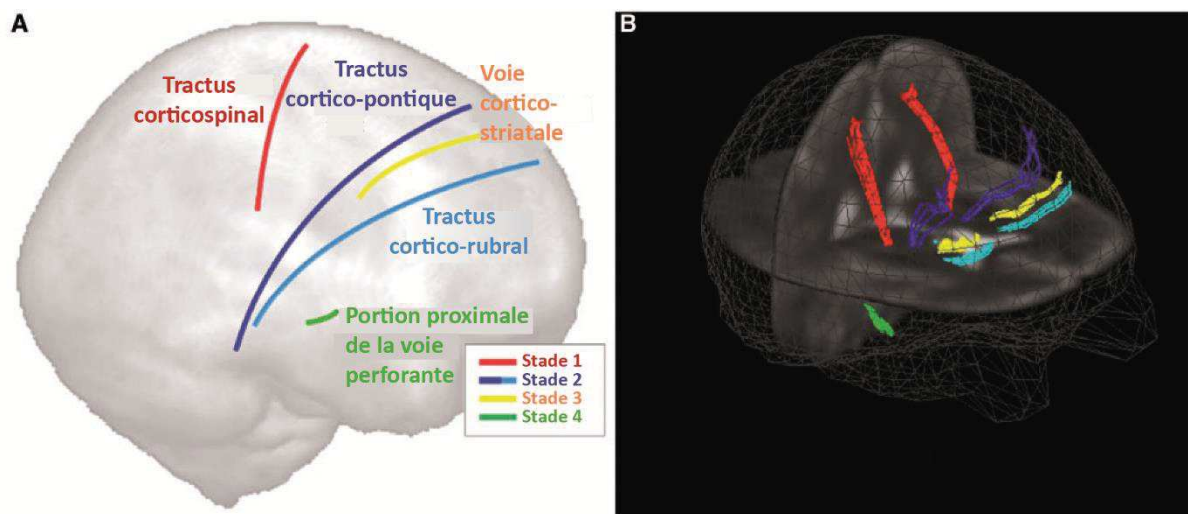 A
Tractus
corticospinal
Tractus
cortico-pontique
Voie
cortico-
striatale
Tractus
cortico-rubral
Portion proximale
de la voie
perforante
Stade 1
Stade 2
Stade 3
Stade 4
B